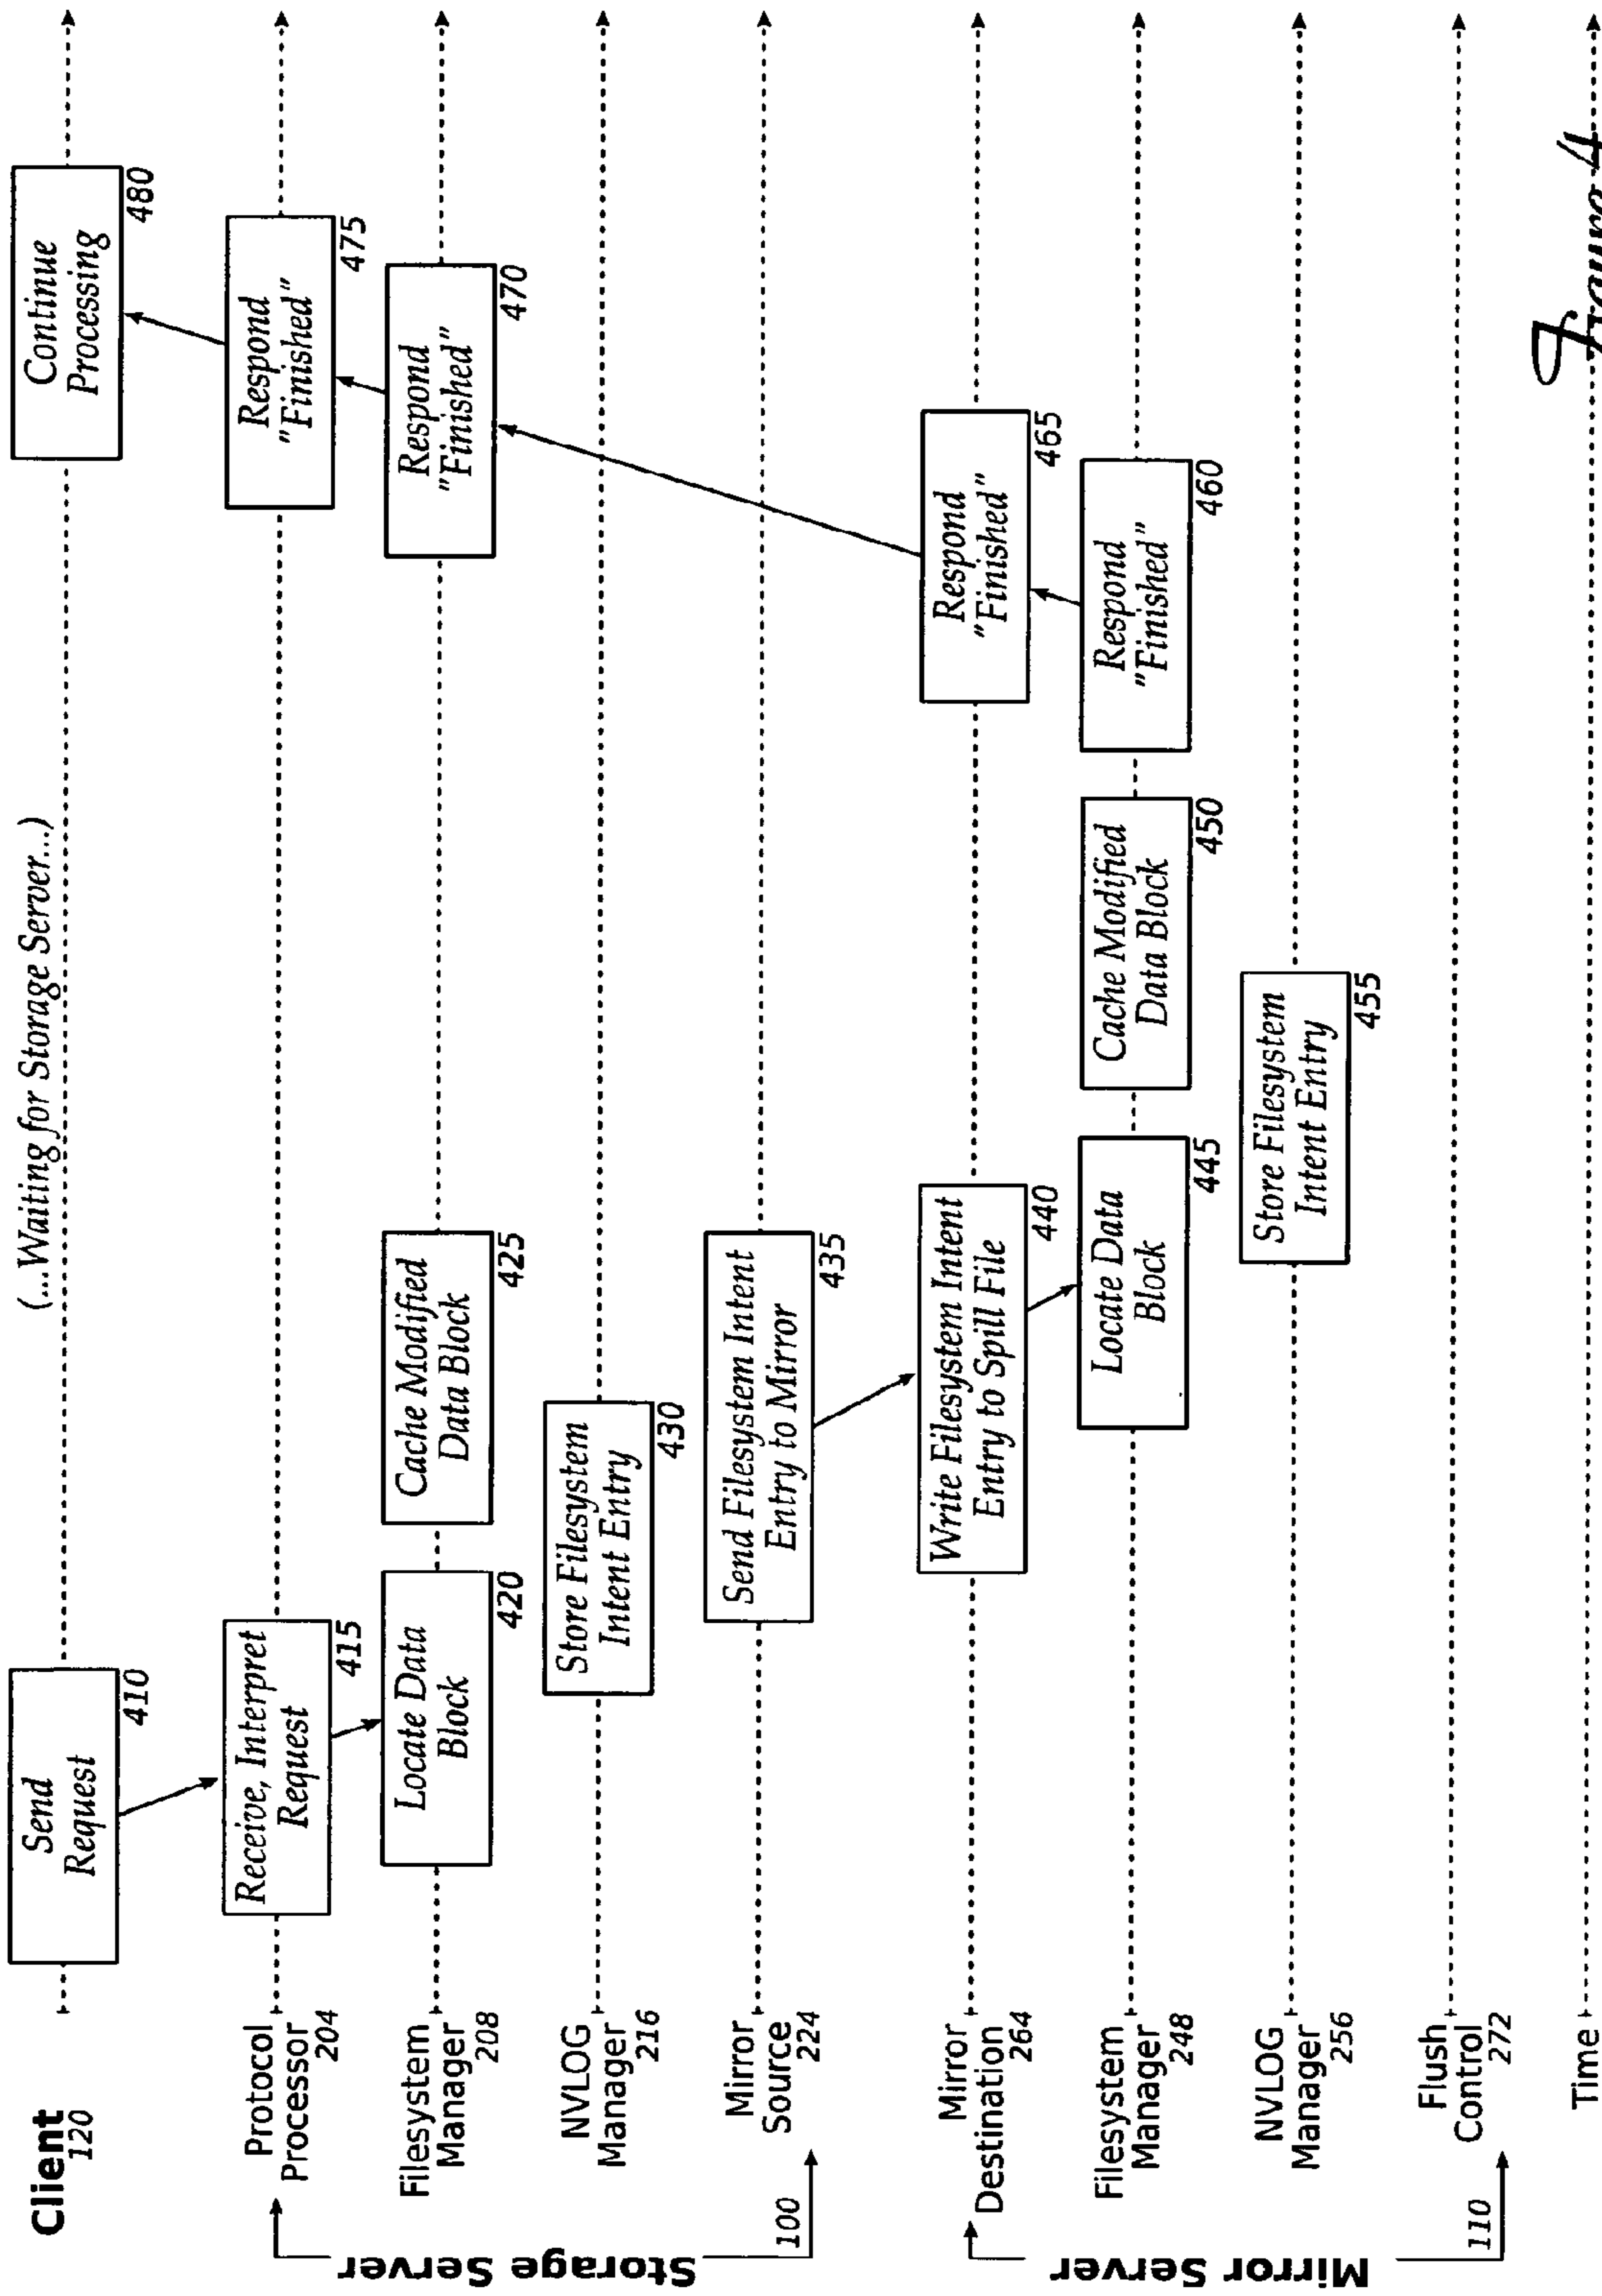 Client
120
(...Waiting for Storage Server...)
Send
Request
410
Continue
Processing
480
Storage Server
100
Protocol
Processor
204
Receive, Interpret
Request
415
Respond
"Finished"
475
Filesystem
Manager
208
Locate Data
Block
420
Cache Modified
Data Block
425
Respond
"Finished"
470
NVLOG
Manager
216
Store Filesystem
Intent Entry
430
Mirror
Source
224
Send Filesystem Intent
Entry to Mirror
435
Mirror Server
110
Mirror
Destination
264
Write Filesystem Intent
Entry to Spill File
440
Respond
"Finished"
465
Filesystem
Manager
248
Locate Data
Block
445
Cache Modified
Data Block
450
Respond
"Finished"
460
NVLOG
Manager
256
Store Filesystem
Intent Entry
455
Flush
Control
272
Time
Figure 4